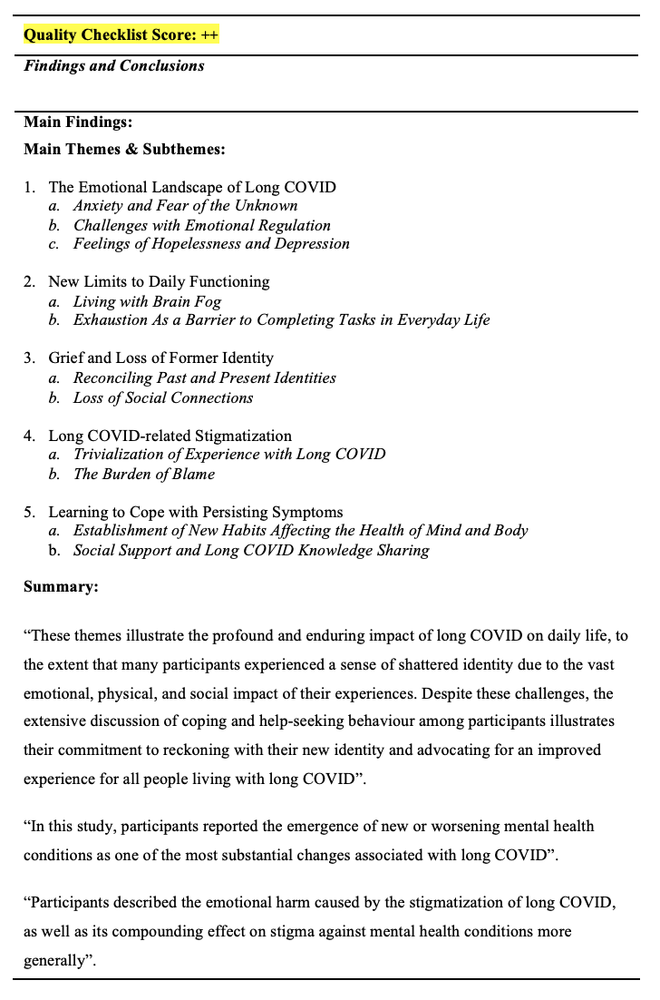 Quality Checklist Score: ++
Findings and Conclusions
Main Findings:
Main Themes & Subthemes:
1. The Emotional Landscape of Long COVID
a. Anxiety and Fear of the Unknown
b. Challenges with Emotional Regulation
c. Feelings of Hopelessness and Depression
2. New Limits to Daily Functioning
a. Living with Brain Fog
b. Exhaustion As a Barrier to Completing Tasks in Everyday Life
3. Grief and Loss of Former Identity
a. Reconciling Past and Present Identities
b. Loss of Social Connections
4. Long COVID-related Stigmatization
a. Trivialization of Experience with Long COVID
b. The Burden of Blame
5. Learning to Cope with Persisting Symptoms
a. Establishment of New Habits Affecting the Health of Mind and Body
b. Social Support and Long COVID Knowledge Sharing
Summary:
“These themes illustrate the profound and enduring impact of long COVID on daily life, to
the extent that many participants experienced a sense of shattered identity due to the vast
emotional, physical, and social impact of their experiences. Despite these challenges, the
extensive discussion of coping and help-seeking behaviour among participants illustrates
their commitment to reckoning with their new identity and advocating for an improved
experience for all people living with long COVID”.
“In this study, participants reported the emergence of new or worsening mental health
conditions as one of the most substantial changes associated with long COVID”.
“Participants described the emotional harm caused by the stigmatization of long COVID,
as well as its compounding effect on stigma against mental health conditions more
generally”.